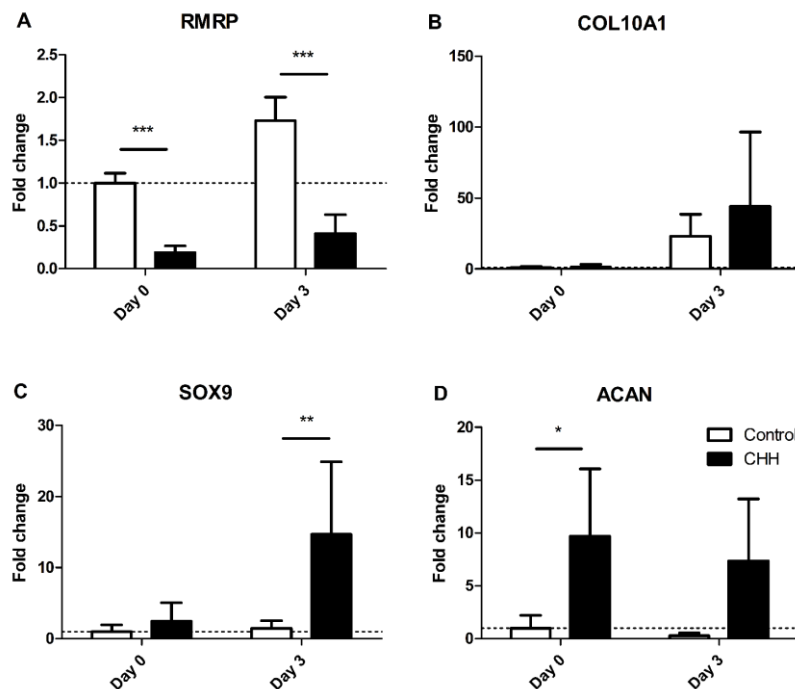 A
RMRP
Fold change
2.5
2.0
1.5
1.0
0.5
0.0
***
***
Day 0
Day 3
B
COL10A1
Fold change
150
100
50
0
Day 0
Day 3
C
SOX9
Fold change
30
20
10
0
**
Day 0
Day 3
D
ACAN
Fold change
20
15
10
5
0
*
Control
CHH
Day 0
Day 3